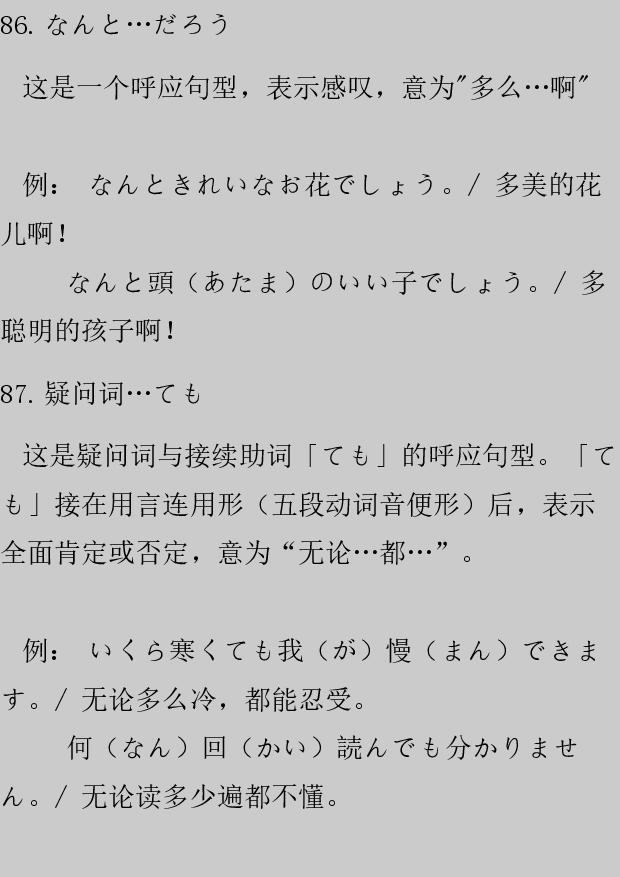 86. なんと…だろう
这是一个呼应句型，表示感叹，意为"多么…啊"
例： なんときれいなお花でしょう。/ 多美的花
儿啊！
なんと頭（あたま）のいい子でしょう。/ 多
聪明的孩子啊！
87. 疑问词…ても
这是疑问词与接续助词「ても」的呼应句型。「て
も」接在用言连用形（五段动词音便形）后，表示
全面肯定或否定，意为“无论…都…”。
例： いくら寒くても我（が）慢（まん）できま
す。/ 无论多么冷，都能忍受。
何（なん）回（かい）読んでも分かりませ
ん。/ 无论读多少遍都不懂。